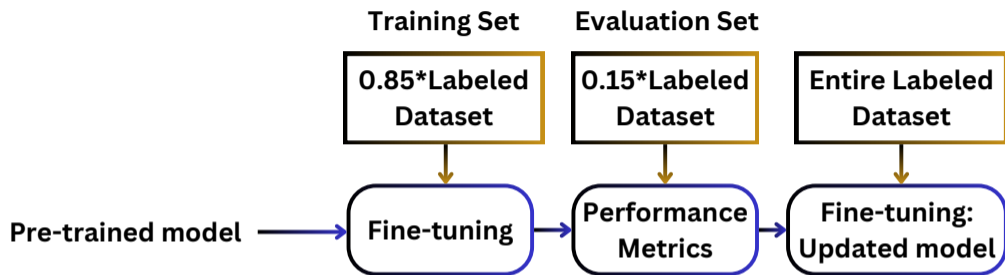 Training Set
Evaluation Set
0.85*Labeled
Dataset
0.15*Labeled
Dataset
Entire Labeled
Dataset
Pre-trained model
Fine-tuning
Performance
Metrics
Fine-tuning:
Updated model